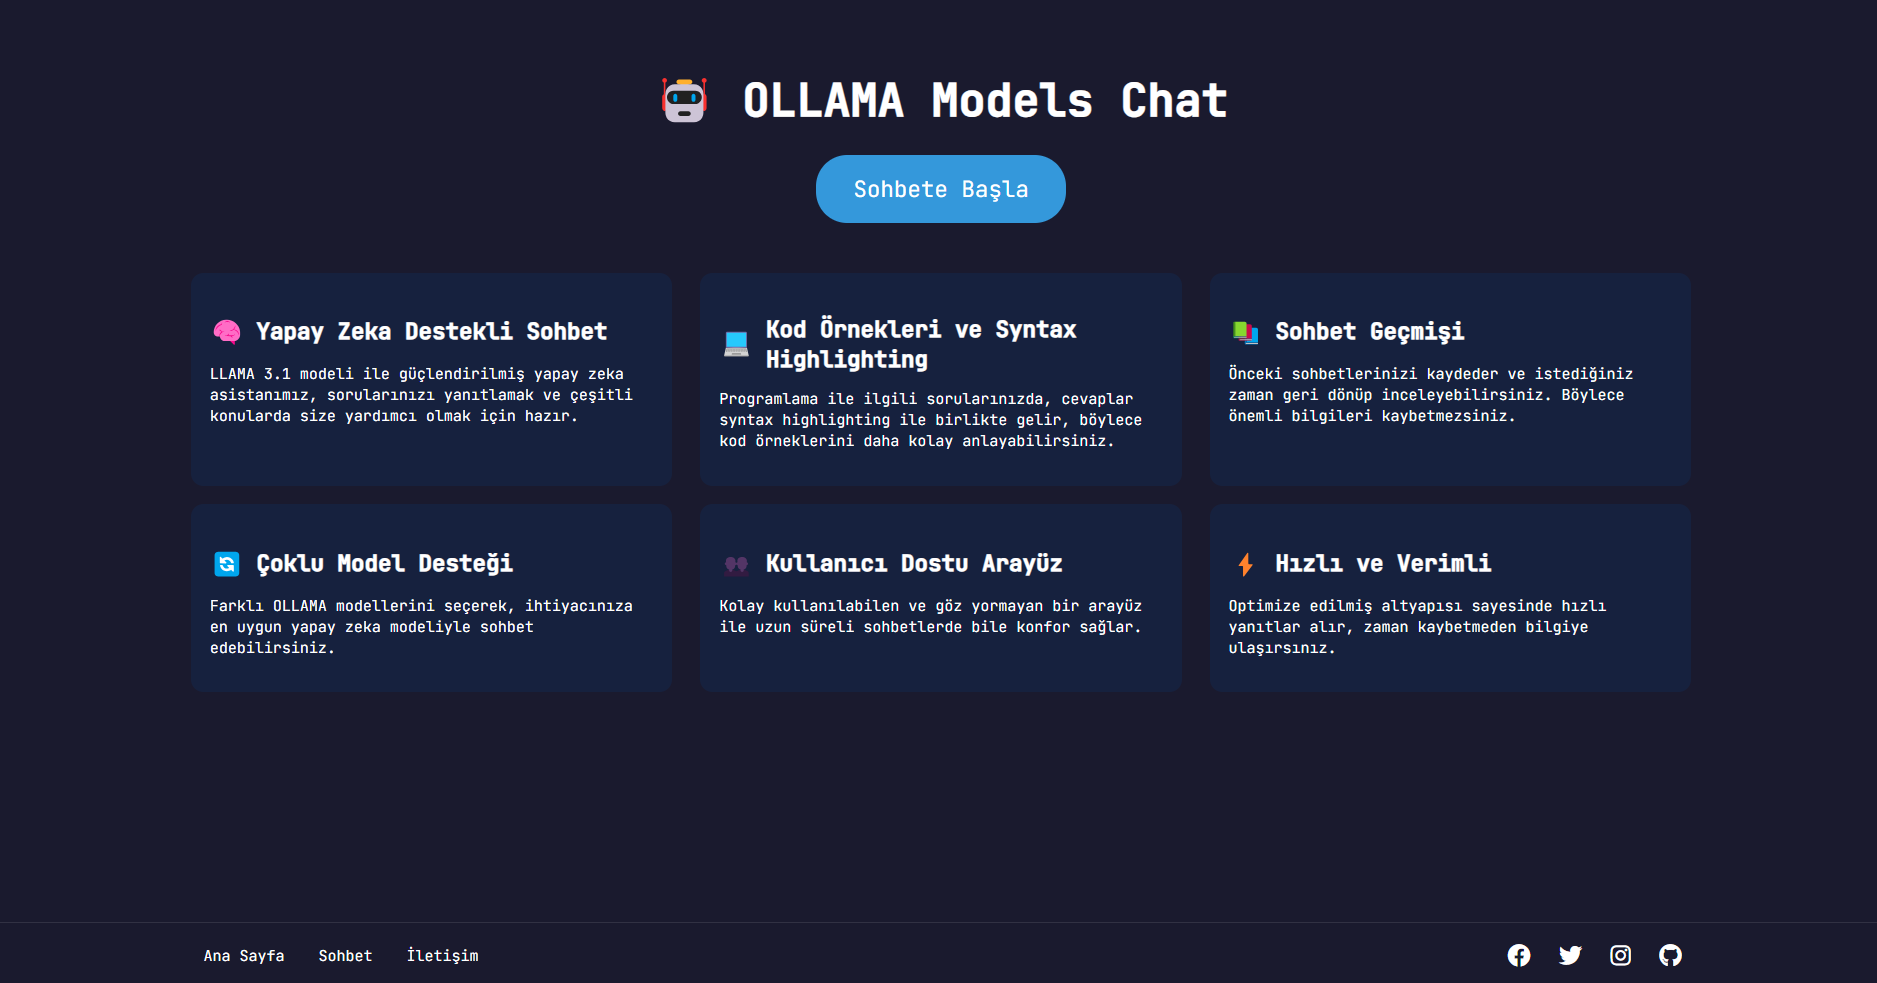 OLLAMA Models Chat
Sohbete Başla
Yapay Zeka Destekli Sohbet
LLAMA 3.1 modeli ile güçlendirilmiş yapay zeka
asistanımız, sorularınızı yanıtlamak ve çeşitli
konularda size yardımcı olmak için hazır.
Kod Örnekleri ve Syntax
Highlighting
Programlama ile ilgili sorularınızda, cevaplar
syntax highlighting ile birlikte gelir, böylece
kod örneklerini daha kolay anlayabilirsiniz.
Sohbet Geçmişi
Önceki sohbetlerinizi kaydeder ve istediğiniz
zaman geri dönüp inceleyebilirsiniz. Böylece
önemli bilgileri kaybetmezsiniz.
Çoklu Model Desteği
Farklı OLLAMA modellerini seçerek, ihtiyacınıza
en uygun yapay zeka modeliyle sohbet
edebilirsiniz.
Kullanıcı Dostu Arayüz
Kolay kullanılabilen ve göz yormayan bir arayüz
ile uzun süreli sohbetlerde bile konfor sağlar.
Hızlı ve Verimli
Optimize edilmiş altyapısı sayesinde hızlı
yanıtlar alır, zaman kaybetmeden bilgiye
ulaşırsınız.
Ana Sayfa
Sohbet
İletişim